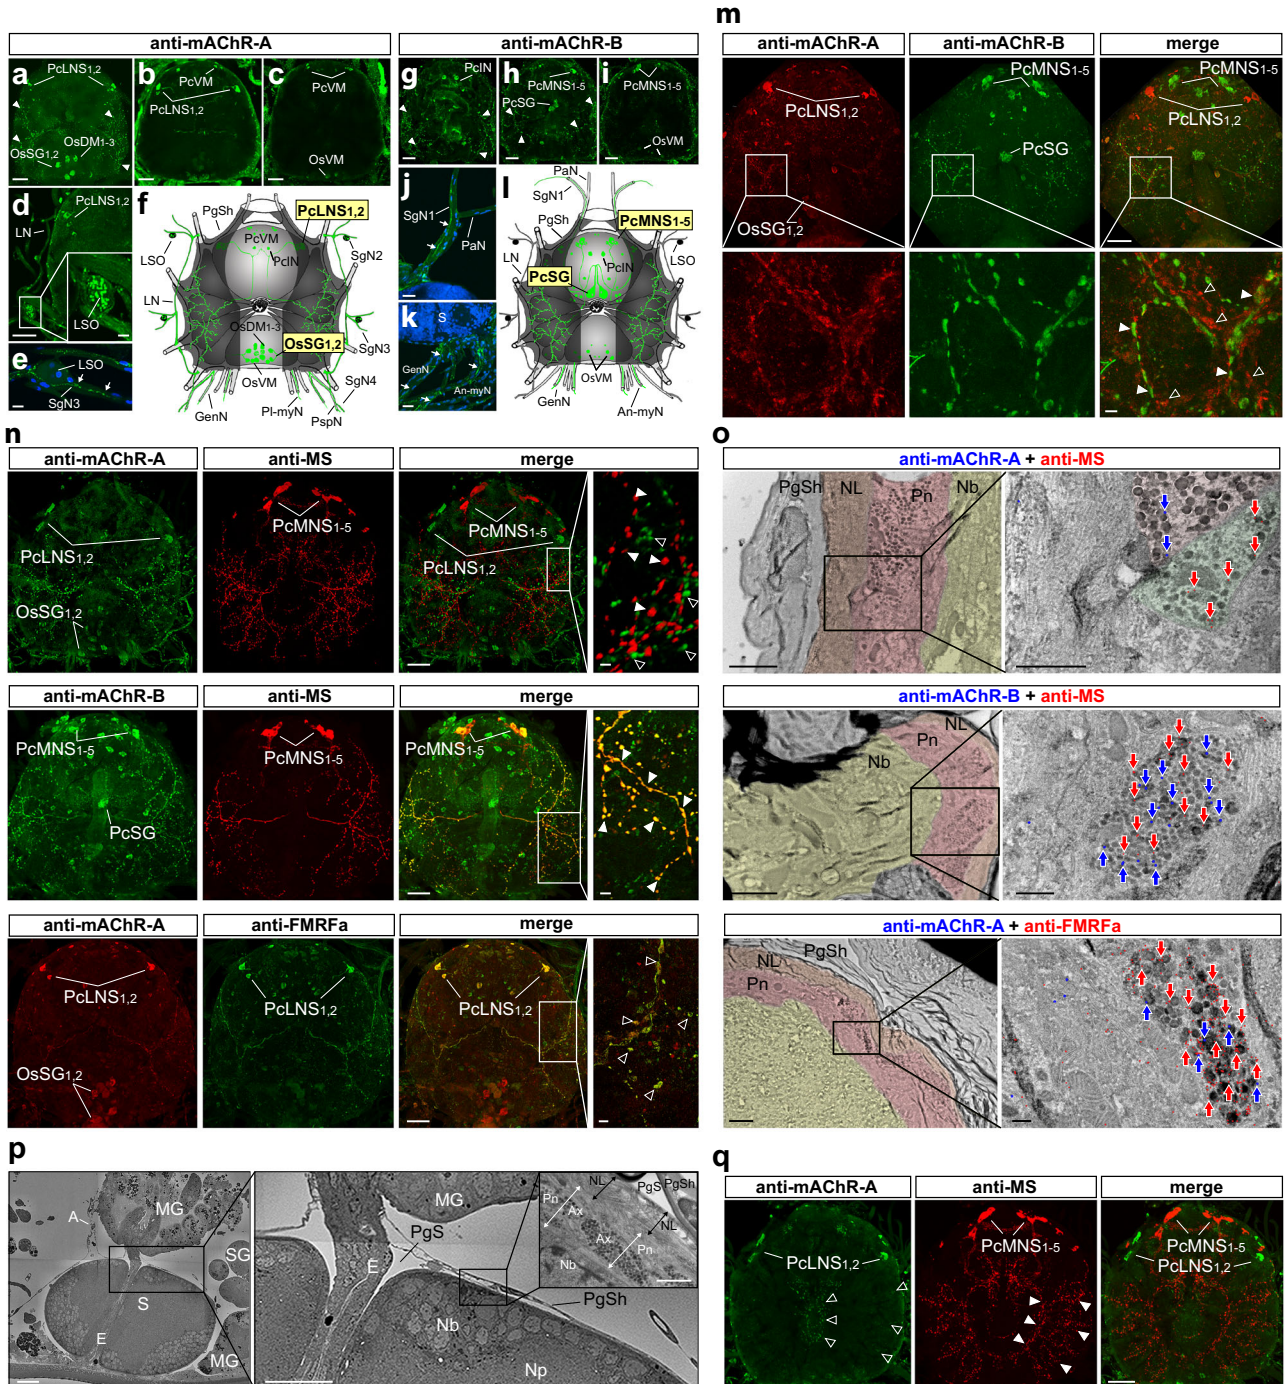 m
anti-mAChR-A
anti-mAChR-B
anti-mAChR-A
anti-mAChR-B
merge
a
PcLNS1,2
OsDM1-3
OsSG1,2
b
PcVM
PcLNS1,2
c
PcVM
OsVM
g
PcIN
h
PcMNS1-5
PcSG
i
PcMNS1-5
OsVM
d
PcLNS1,2
LN
LSO
e
LSO
SgN3
f
PgSh
PcLNS1,2
PcVM
PcIN
LSO
SgN2
LN
OsDM1-3
OsSG1,2
SgN3
OsVM
SgN4
GenN
Pl-myN
PspN
j
SgN1
PaN
k
S
GenN
An-myN
l
PaN
SgN1
PgSh
PcMNS1-5
LN
PcIN
LSO
PcSG
OsVM
GenN
An-myN
PcLNS1,2
OsSG1,2
PcMNS1-5
PcSG
PcMNS1-5
PcLNS1,2
n
anti-mAChR-A
anti-MS
merge
PcLNS1,2
OsSG1,2
PcMNS1-5
PcMNS1-5
PcLNS1,2
anti-mAChR-B
anti-MS
merge
PcMNS1-5
PcSG
PcMNS1-5
PcMNS1-5
anti-mAChR-A
anti-FMRFa
merge
PcLNS1,2
OsSG1,2
PcLNS1,2
PcLNS1,2
o
anti-mAChR-A + anti-MS
PgSh
NL
Pn
Nb
anti-mAChR-B + anti-MS
NL
Pn
Nb
anti-mAChR-A + anti-FMRFa
PgSh
NL
Pn
p
A
MG
SG
S
E
MG
MG
PgS
E
PgSh
Nb
Np
NL
PgS
PgSh
Pn
Ax
NL
Ax
Pn
Nb
q
anti-mAChR-A
anti-MS
merge
PcLNS1,2
PcMNS1-5
PcMNS1-5
PcLNS1,2